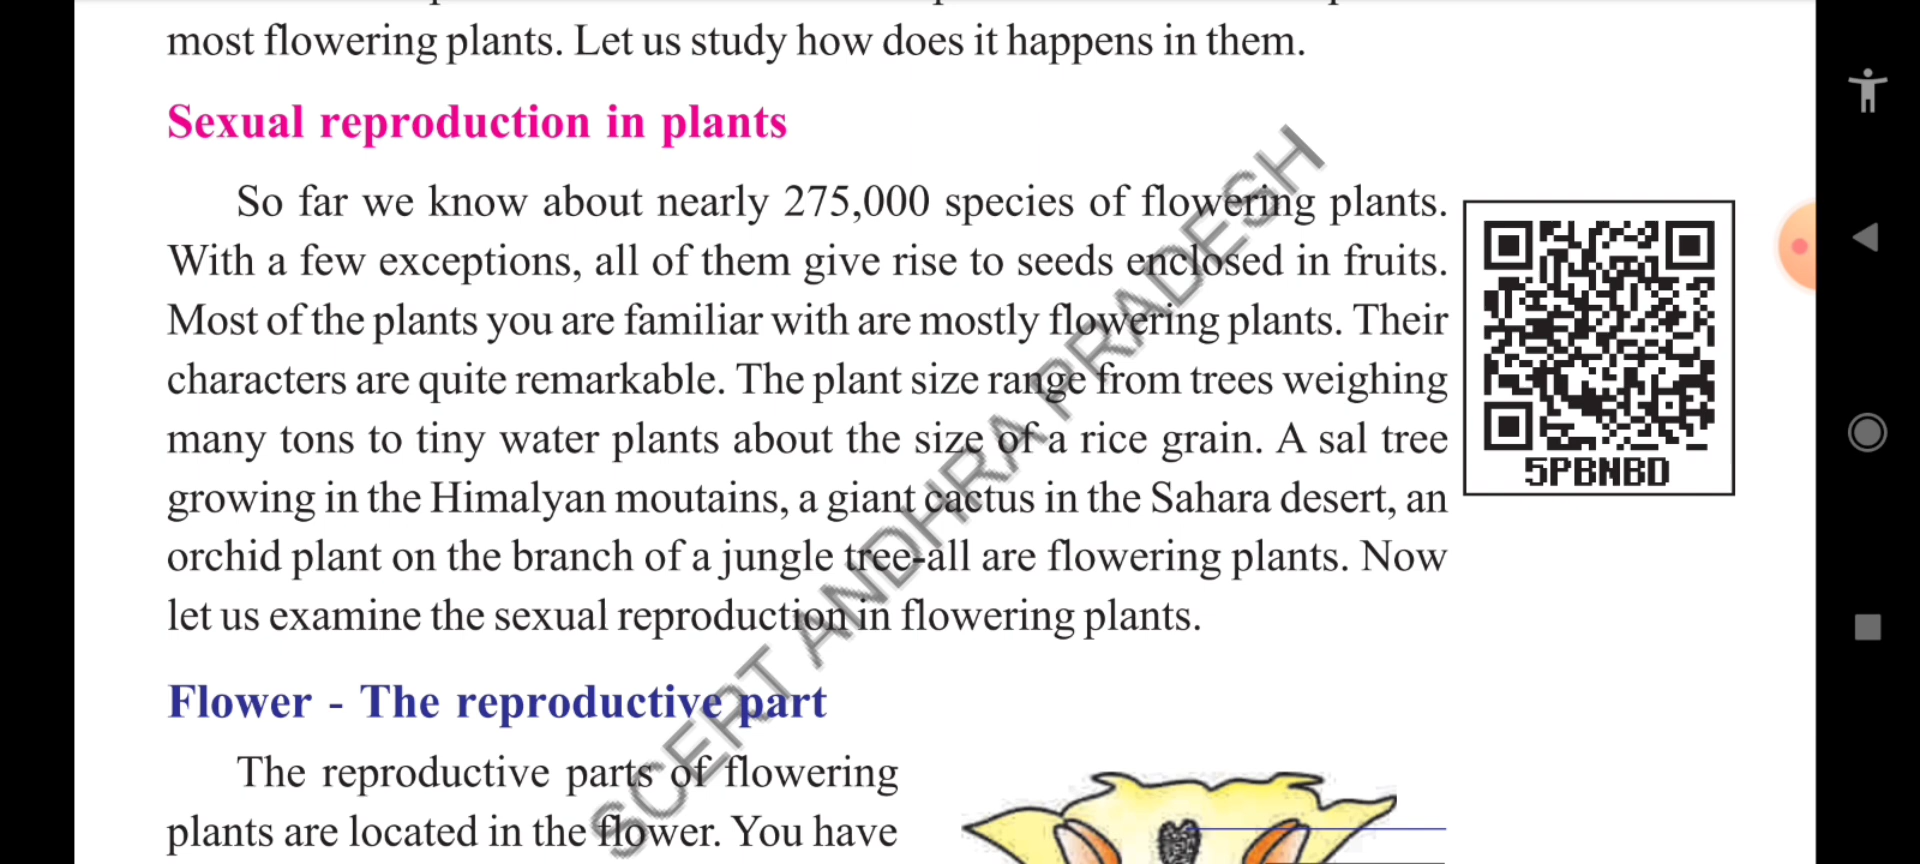 most flowering plants. Let us study how does it happens in them.
Sexual reproduction in plants
So far we know about nearly 275,000 species of flowering plants.
With a few exceptions, all of them give rise to seeds enclosed in fruits.
Most of the plants you are familiar with are mostly flowering plants. Their
characters are quite remarkable. The plant size range from trees weighing
many tons to tiny water plants about the size of a rice grain. A sal tree
growing in the Himalyan moutains, a giant cactus in the Sahara desert, an
orchid plant on the branch of a jungle tree-all are flowering plants. Now
let us examine the sexual reproduction in flowering plants.
5PBNBD
Flower - The reproductive part
The reproductive parts of flowering
plants are located in the flower. You have
SCERT ANDHRA PRADESH